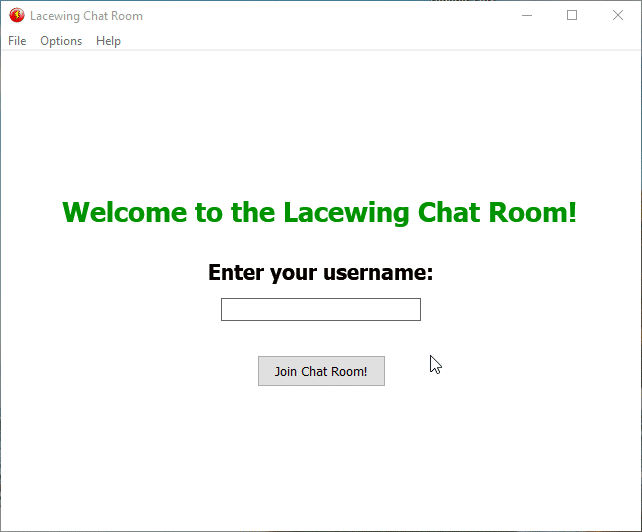 Lacewing Chat Room
File Options Help
Welcome to the Lacewing Chat Room!
Enter your username:
Join Chat Room!